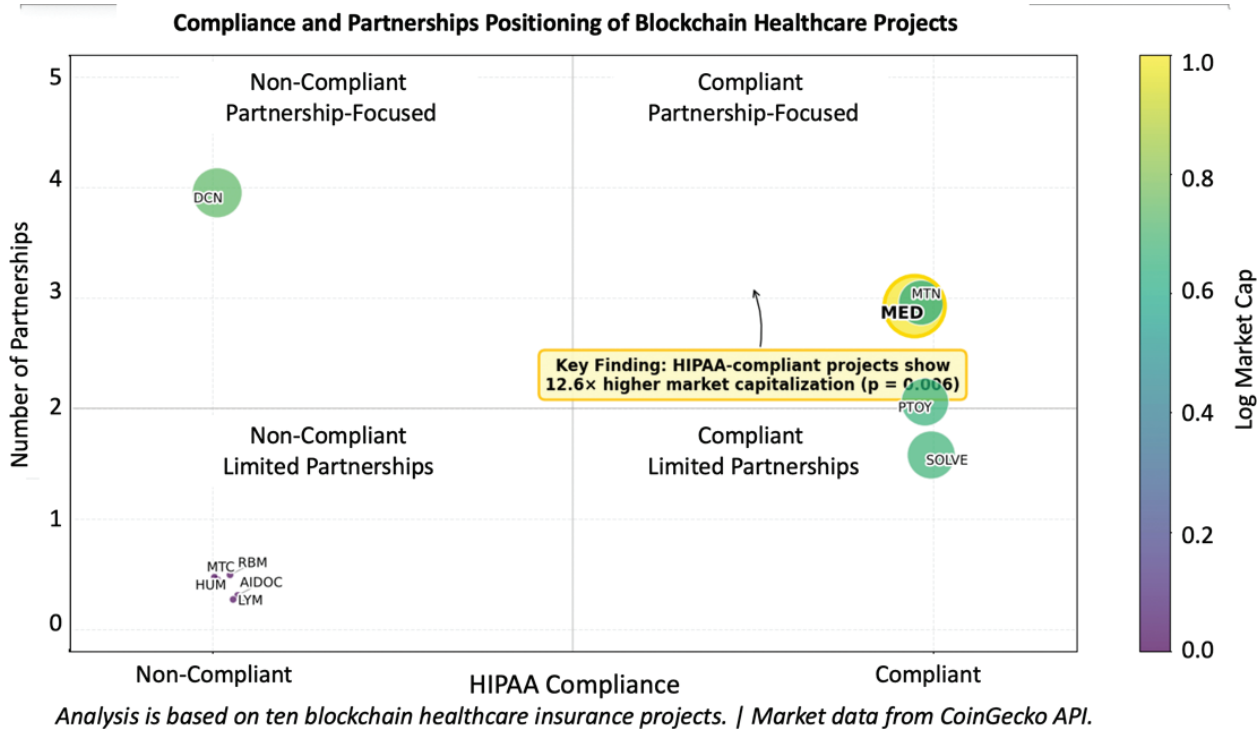 Compliance and Partnerships Positioning of Blockchain Healthcare Projects
Non-Compliant
Partnership-Focused
Compliant
Partnership-Focused
5
4
3
2
1
0
Number of Partnerships
DCN
MTN
MED
Key Finding: HIPAA-compliant projects show
12.6× higher market capitalization (p = 0.006)
PTOY
SOLVE
Non-Compliant
Limited Partnerships
Compliant
Limited Partnerships
MTC
RBM
HUM
AIDOC
LYM
Non-Compliant
Compliant
HIPAA Compliance
1.0
0.8
0.6
0.4
0.2
0.0
Log Market Cap
Analysis is based on ten blockchain healthcare insurance projects. | Market data from CoinGecko API.